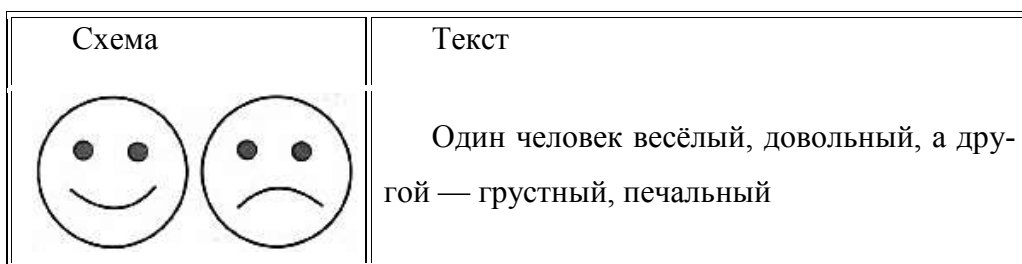 Схема
Текст
Один человек весёлый, довольный, а дру-
гой — грустный, печальный